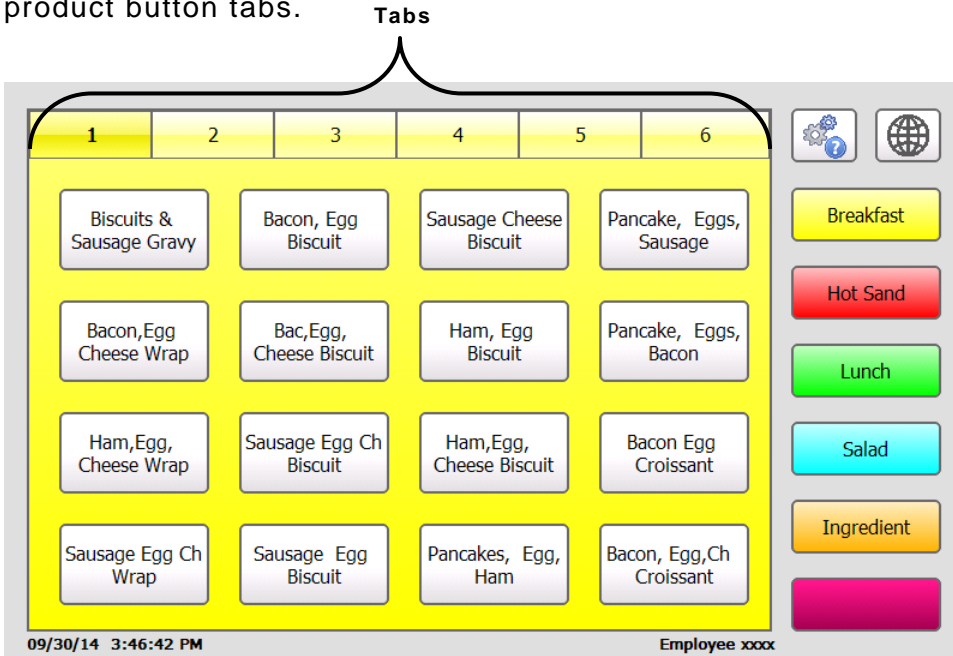 product button tabs.
Tabs
1 2 3 4 5 6
Biscuits &
Sausage Gravy
Bacon, Egg
Biscuit
Sausage Cheese
Biscuit
Pancake, Eggs,
Sausage
Bacon,Egg
Cheese Wrap
Bac,Egg,
Cheese Biscuit
Ham, Egg
Biscuit
Pancake, Eggs,
Bacon
Ham,Egg,
Cheese Wrap
Sausage Egg Ch
Biscuit
Ham,Egg,
Cheese Biscuit
Bacon Egg
Croissant
Sausage Egg Ch
Wrap
Sausage Egg
Biscuit
Pancakes, Egg,
Ham
Bacon, Egg,Ch
Croissant
?
Breakfast
Hot Sand
Lunch
Salad
Ingredient
09/30/14 3:46:42 PM
Employee xxxx